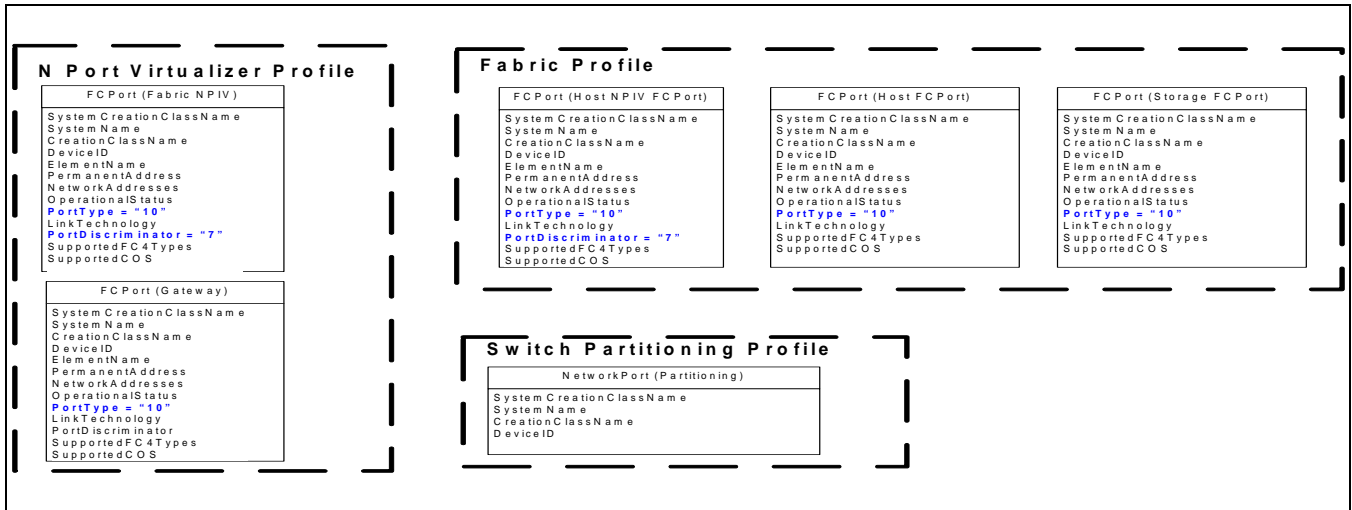 N Port Virtualizer Profile
FCPort (Fabric NPIV)
SystemCreationClassName
SystemName
CreationClassName
DeviceID
ElementName
PermanentAddress
NetworkAddresses
OperationalStatus
PortType = “10”
LinkTechnology
PortDiscriminator = “7”
SupportedFC4Types
SupportedCOS
FCPort (Gateway)
SystemCreationClassName
SystemName
CreationClassName
DeviceID
ElementName
PermanentAddress
NetworkAddresses
OperationalStatus
PortType = “10”
LinkTechnology
PortDiscriminator
SupportedFC4Types
SupportedCOS
Fabric Profile
FCPort (Host NPIV FCPort)
SystemCreationClassName
SystemName
CreationClassName
DeviceID
ElementName
PermanentAddress
NetworkAddresses
OperationalStatus
PortType = “10”
LinkTechnology
PortDiscriminator = “7”
SupportedFC4Types
SupportedCOS
FCPort (Host FCPort)
SystemCreationClassName
SystemName
CreationClassName
DeviceID
ElementName
PermanentAddress
NetworkAddresses
OperationalStatus
PortType = “10”
LinkTechnology
SupportedFC4Types
SupportedCOS
FCPort (Storage FCPort)
SystemCreationClassName
SystemName
CreationClassName
DeviceID
ElementName
PermanentAddress
NetworkAddresses
OperationalStatus
PortType = “10”
LinkTechnology
SupportedFC4Types
SupportedCOS
Switch Partitioning Profile
NetworkPort (Partitioning)
SystemCreationClassName
SystemName
CreationClassName
DeviceID